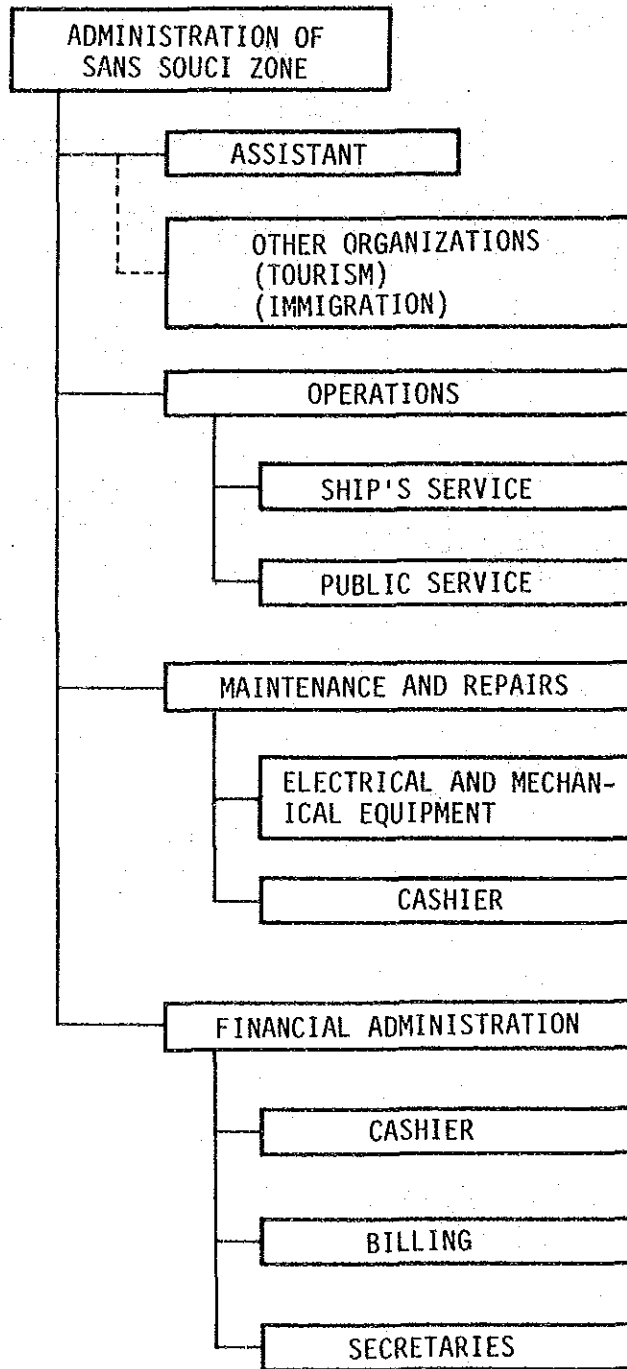 ADMINISTRATION OF
SANS SOUCI ZONE
ASSISTANT
OTHER ORGANIZATIONS
(TOURISM)
(IMMIGRATION)
OPERATIONS
SHIP'S SERVICE
PUBLIC SERVICE
MAINTENANCE AND REPAIRS
ELECTRICAL AND MECHAN-
ICAL EQUIPMENT
CASHIER
FINANCIAL ADMINISTRATION
CASHIER
BILLING
SECRETARIES